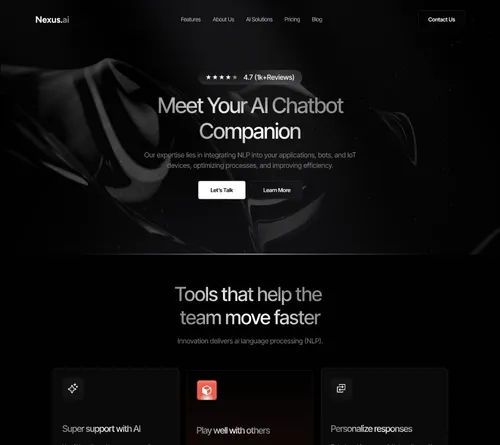 Nexus.ai
Features About Us AI Solutions Pricing Blog
Contact Us
4.7 (1k+Reviews)
Meet Your AI Chatbot
Companion
Our expertise lies in integrating NLP into your applications, bots, and IoT
devices, optimizing processes, and improving efficiency.
Let's Talk Learn More
Tools that help the
team move faster
Innovation delivers ai language processing (NLP).
Super support with AI
Play well with others
Personalize responses